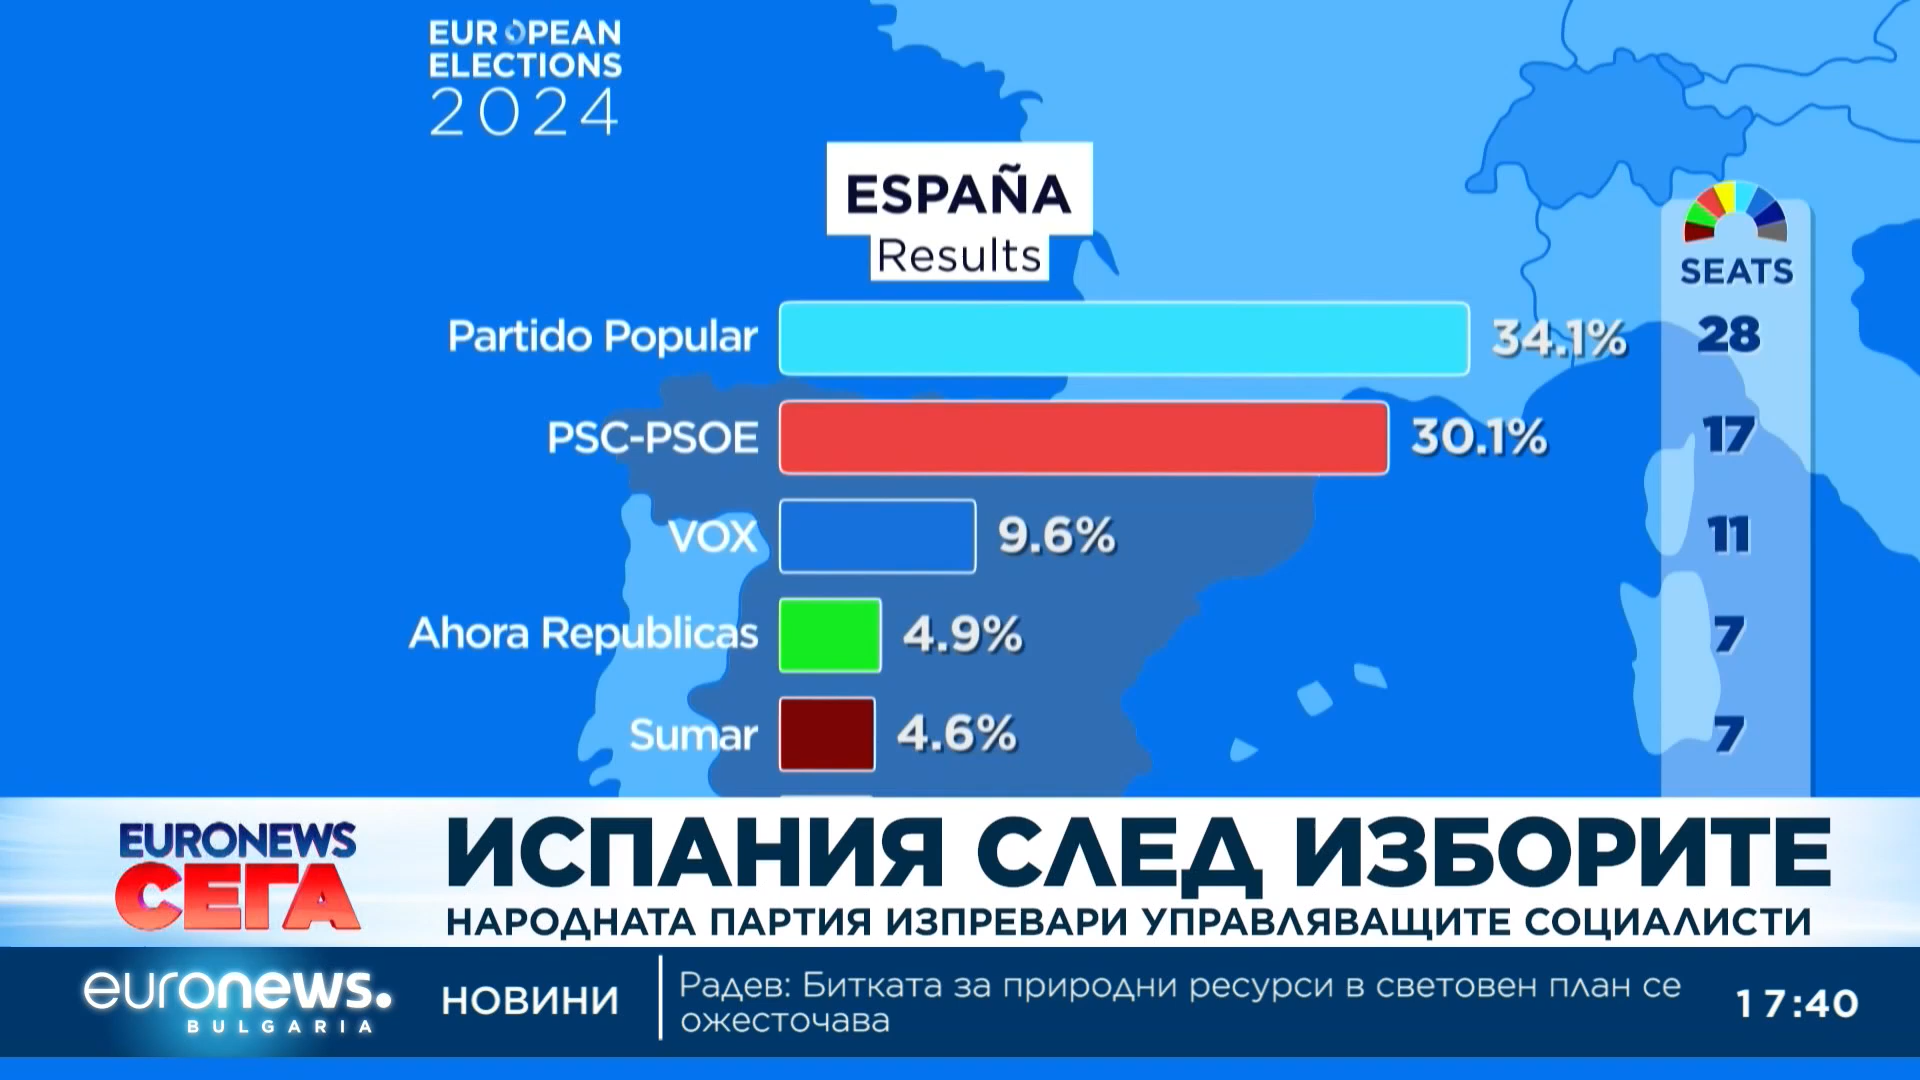 EUROPEAN
ELECTIONS
2024
ESPAÑA
Results
SEATS
Partido Popular 34.1% 28
PSC-PSOE 30.1% 17
VOX 9.6% 11
Ahora Republicas 4.9% 7
Sumar 4.6% 7
EURONEWS
СЕГА
ИСПАНИЯ СЛЕД ИЗБОРИТЕ
НАРОДНАТА ПАРТИЯ ИЗПРЕВАРИ УПРАВЛЯВАЩИТЕ СОЦИАЛИСТИ
euronews.
BULGARIA
НОВИНИ
Радев: Битката за природни ресурси в световен план се
ожесточава
17:40